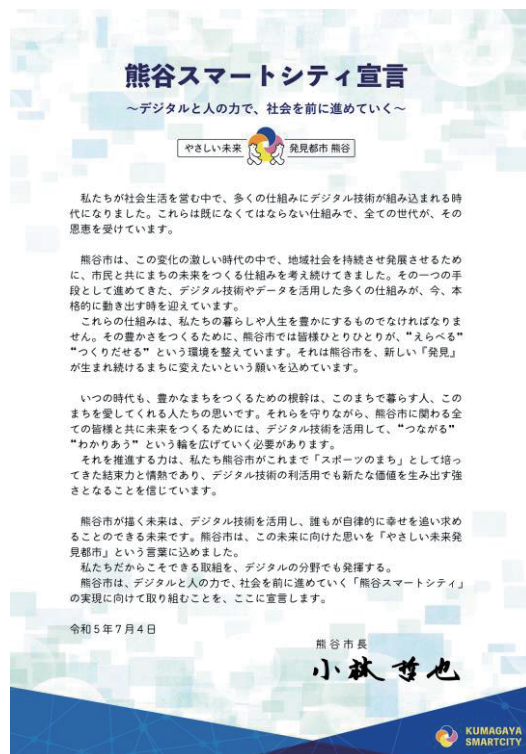 熊谷スマートシティ宣言
～デジタルと人の力で、社会を前に進めていく～
やさしい未来 発見都市 熊谷
私たちが社会生活を営む中で、多くの仕組みにデジタル技術が組み込まれる時
代になりました。これらは既になくてはならない仕組みで、全ての世代が、その
恩恵を受けています。
熊谷市は、この変化の激しい時代の中で、地域社会を持続させ発展させるため
に、市民と共にまちの未来をつくる仕組みを考え続けてきました。その一つの手
段として進めてきた、デジタル技術やデータを活用した多くの仕組みが、今、本
格的に動き出す時を迎えています。
これらの仕組みは、私たちの暮らしや人生を豊かにするものでなければなりま
せん。その豊かさをつくるために、熊谷市では皆様ひとりひとりが、“えらべる”
“つくりだせる” という環境を整えています。それは熊谷市を、新しい『発見』
が生まれ続けるまちに変えたいという願いを込めています。
いつの時代も、豊かなまちをつくるための根幹は、このまちで暮らす人、この
まちを愛してくれる人たちの思いです。それらを守りながら、熊谷市に関わる全
ての皆様と共に未来をつくるためには、デジタル技術を活用して、“つながる”
“わかりあう” という輪を広げていく必要があります。
それを推進する力は、私たち熊谷市がこれまで「スポーツのまち」として培っ
てきた結束力と情熱であり、デジタル技術の利活用でも新たな価値を生み出す強
さとなることを信じています。
熊谷市が描く未来は、デジタル技術を活用し、誰もが自律的に幸せを追い求め
ることのできる未来です。熊谷市は、この未来に向けた思いを『やさしい未来発
見都市』という言葉に込めました。
私たちだからこそできる取組を、デジタルの分野でも発揮する。
熊谷市は、デジタルと人の力で、社会を前に進めていく「熊谷スマートシティ」
の実現に向けて取り組むことを、ここに宣言します。
令和５年７月４日
熊谷市長
小林哲也
KUMAGAYA
SMARTCITY